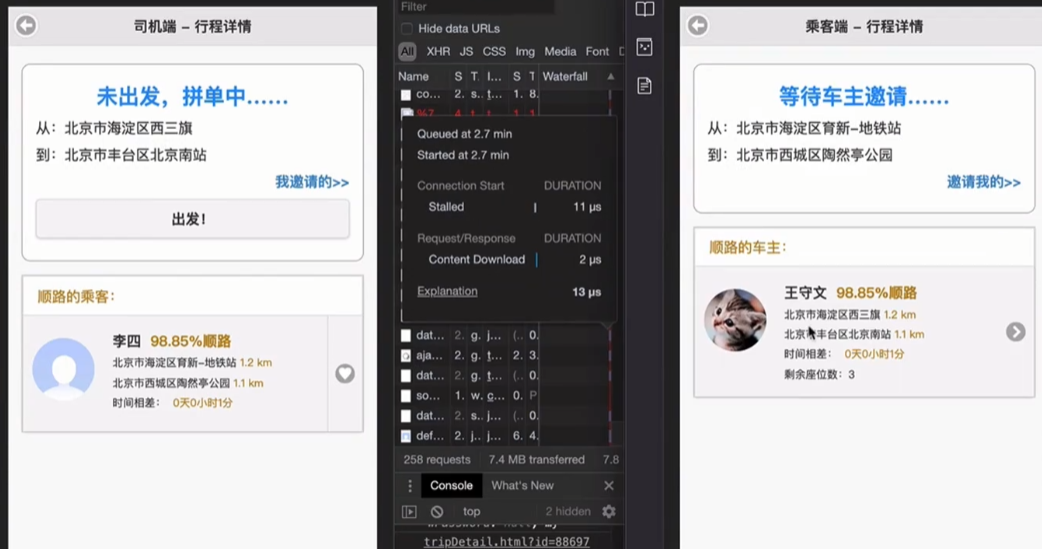 司机端 – 行程详情
未出发，拼单中……
从：北京市海淀区西三旗
到：北京市丰台区北京南站
我邀请的>>
出发！
顺路的乘客：
李四 98.85%顺路
北京市海淀区育新-地铁站 1.2 km
北京市西城区陶然亭公园 1.1 km
时间相差： 0天0小时1分
Filter
Hide data URLs
All XHR JS CSS Img Media Font
Name S T. I... S T Waterfall
co... 2. s.. t... 1. 8.
Queued at 2.7 min
Started at 2.7 min
Connection Start DURATION
Stalled 11 μs
Request/Response DURATION
Content Download 2 μs
Explanation 13 μs
dat... 2. g. j... (.. 0.
aja... 2. g. t... 2. 3.
dat... 2. g. t... (.. 0.
so... 1. w. c... 0. P
dat... 2. s.. j... (.. 0.
def... 2. j.. j... 6. 4.
258 requests 7.4 MB transferred 7.8
Console What's New
top 2 hidden
tripDetail.html?id=88697
乘客端 – 行程详情
等待车主邀请……
从：北京市海淀区育新-地铁站
到：北京市西城区陶然亭公园
邀请我的>>
顺路的车主：
王守文 98.85%顺路
北京市海淀区西三旗 1.2 km
北京市丰台区北京南站 1.1 km
时间相差： 0天0小时1分
剩余座位数：3